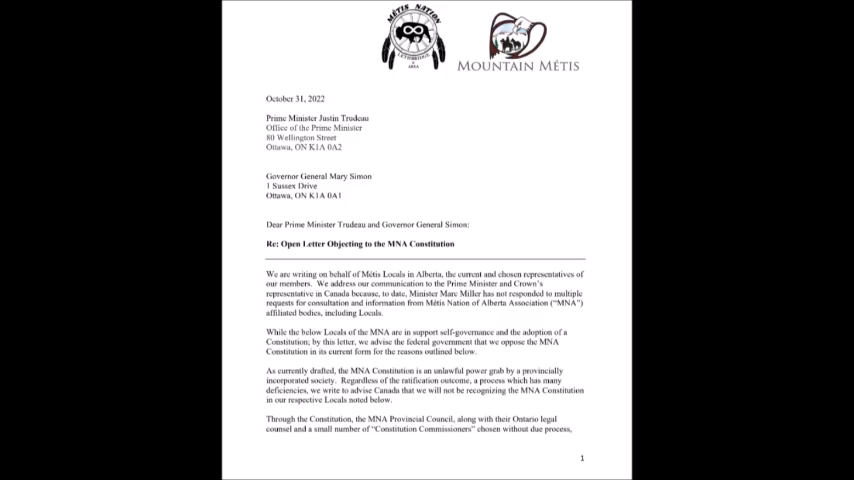 MÉTIS NATION
LETHBRIDGE
&
AREA
MOUNTAIN MÉTIS
October 31, 2022
Prime Minister Justin Trudeau
Office of the Prime Minister
80 Wellington Street
Ottawa, ON K1A 0A2
Governor General Mary Simon
1 Sussex Drive
Ottawa, ON K1A 0A1
Dear Prime Minister Trudeau and Governor General Simon:
Re: Open Letter Objecting to the MNA Constitution
We are writing on behalf of Métis Locals in Alberta, the current and chosen representatives of
our members. We address our communication to the Prime Minister and Crown's
representative in Canada because, to date, Minister Marc Miller has not responded to multiple
requests for consultation and information from Métis Nation of Alberta Association ("MNA")
affiliated bodies, including Locals.
While the below Locals of the MNA are in support self-governance and the adoption of a
Constitution; by this letter, we advise the federal government that we oppose the MNA
Constitution in its current form for the reasons outlined below.
As currently drafted, the MNA Constitution is an unlawful power grab by a provincially
incorporated society. Regardless of the ratification outcome, a process which has many
deficiencies, we write to advise Canada that we will not be recognizing the MNA Constitution
in our respective Locals noted below.
Through the Constitution, the MNA Provincial Council, along with their Ontario legal
counsel and a small number of "Constitution Commissioners" chosen without due process,
1